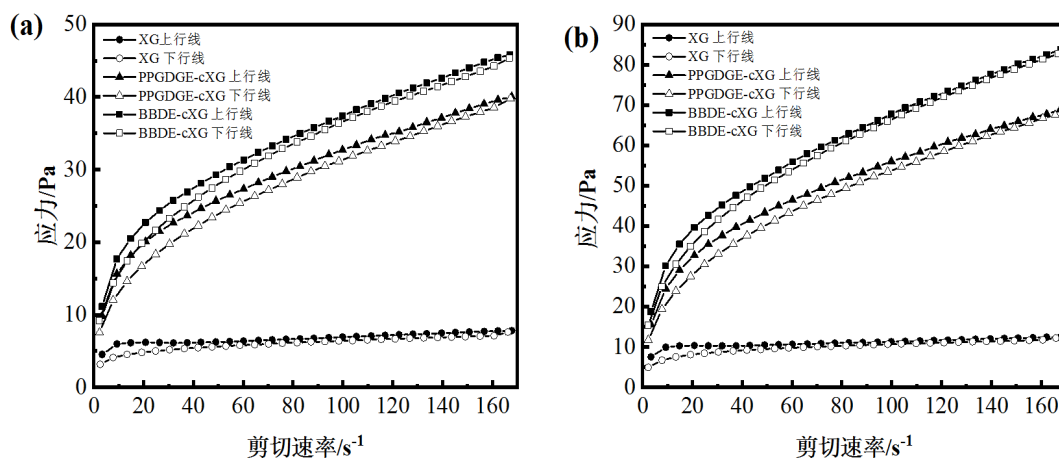 (a)
50
40
30
20
10
0
应力/Pa
XG上行线
XG 下行线
PPGDGE-cXG 上行线
PPGDGE-cXG 下行线
BBDE-cXG 上行线
BBDE-cXG 下行线
0 20 40 60 80 100 120 140 160
剪切速率/s⁻¹
(b)
90
80
70
60
50
40
30
20
10
0
应力/Pa
XG 上行线
XG 下行线
PPGDGE-cXG 上行线
PPGDGE-cXG 下行线
BBDE-cXG 上行线
BBDE-cXG 下行线
0 20 40 60 80 100 120 140 160
剪切速率/s⁻¹